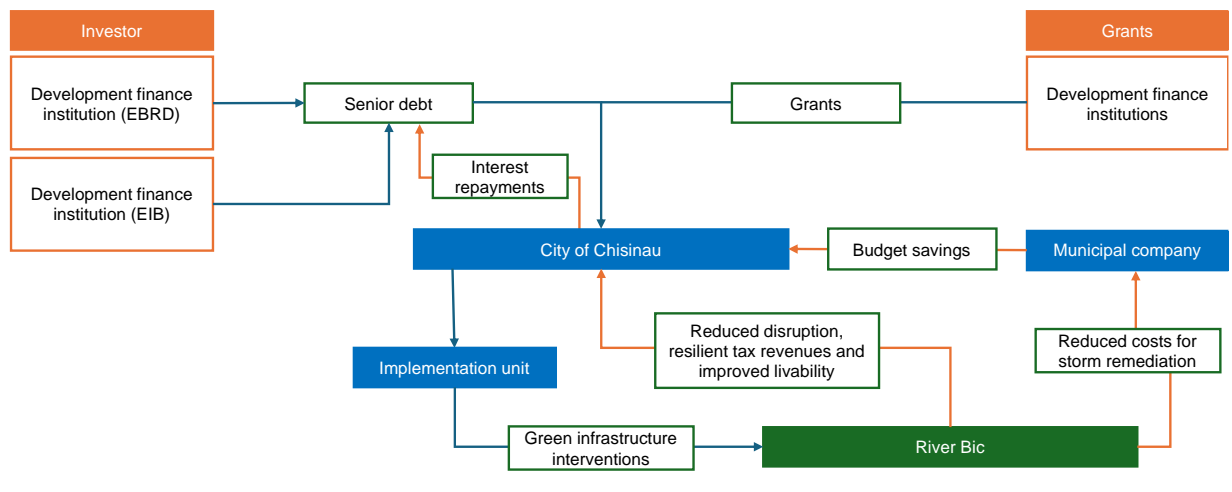 Investor
Grants
Development finance
institution (EBRD)
Senior debt
Grants
Development finance
institutions
Interest
repayments
Development finance
institution (EIB)
City of Chisinau
Budget savings
Municipal company
Reduced disruption,
resilient tax revenues and
improved livability
Reduced costs for
storm remediation
Implementation unit
Green infrastructure
interventions
River Bic